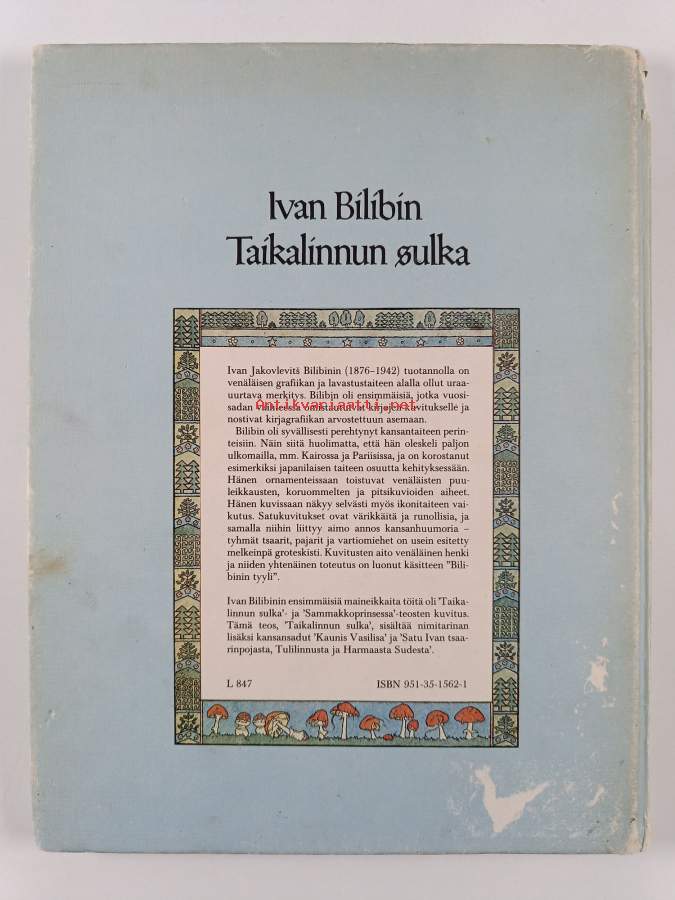 Ivan Bilibin
Taikalinnun sulka
Ivan Jakovlevitš Bilibinin (1876–1942) tuotannolla on
venäläisen grafiikan ja lavastustaiteen alalla ollut uraa-
uurtava merkitys. Bilibin oli ensimmäisiä, jotka vuosi-
sadan vaihteessa omistautuivat kirjojen kuvitukselle ja
Antikvariaatti.net
nostivat kirjagrafiikan arvostettuun asemaan.
Bilibin oli syvällisesti perehtynyt kansantaiteen perin-
teisiin. Näin siitä huolimatta, että hän oleskeli paljon
ulkomailla, mm. Kairossa ja Pariisissa, ja on korostanut
esimerkiksi japanilaisen taiteen osuutta kehityksessään.
Hänen ornamenteissaan toistuvat venäläisten puu-
leikkausten, koruommelten ja pitsikuvioiden aiheet.
Hänen kuvissaan näkyy selvästi myös ikonitaiteen vai-
kutus. Satukuvitukset ovat värikkäitä ja runollisia, ja
samalla niihin liittyy aimo annos kansanhuumoria –
tyhmät tsaarit, pajarit ja vartiomiehet on usein esitetty
melkeinpä groteskisti. Kuvitusten aito venäläinen henki
ja niiden yhtenäinen toteutus on luonut käsitteen "Bili-
binin tyyli".
Ivan Bilibinin ensimmäisiä maineikkaita töitä oli 'Taika-
linnun sulka'- ja 'Sammakkoprinsessa'-teosten kuvitus.
Tämä teos, 'Taikalinnun sulka', sisältää nimitarinan
lisäksi kansansadut 'Kaunis Vasilisa' ja 'Satu Ivan tsaa-
rinpojasta, Tulilinnusta ja Harmaasta Sudesta'.
L 847 ISBN 951-35-1562-1